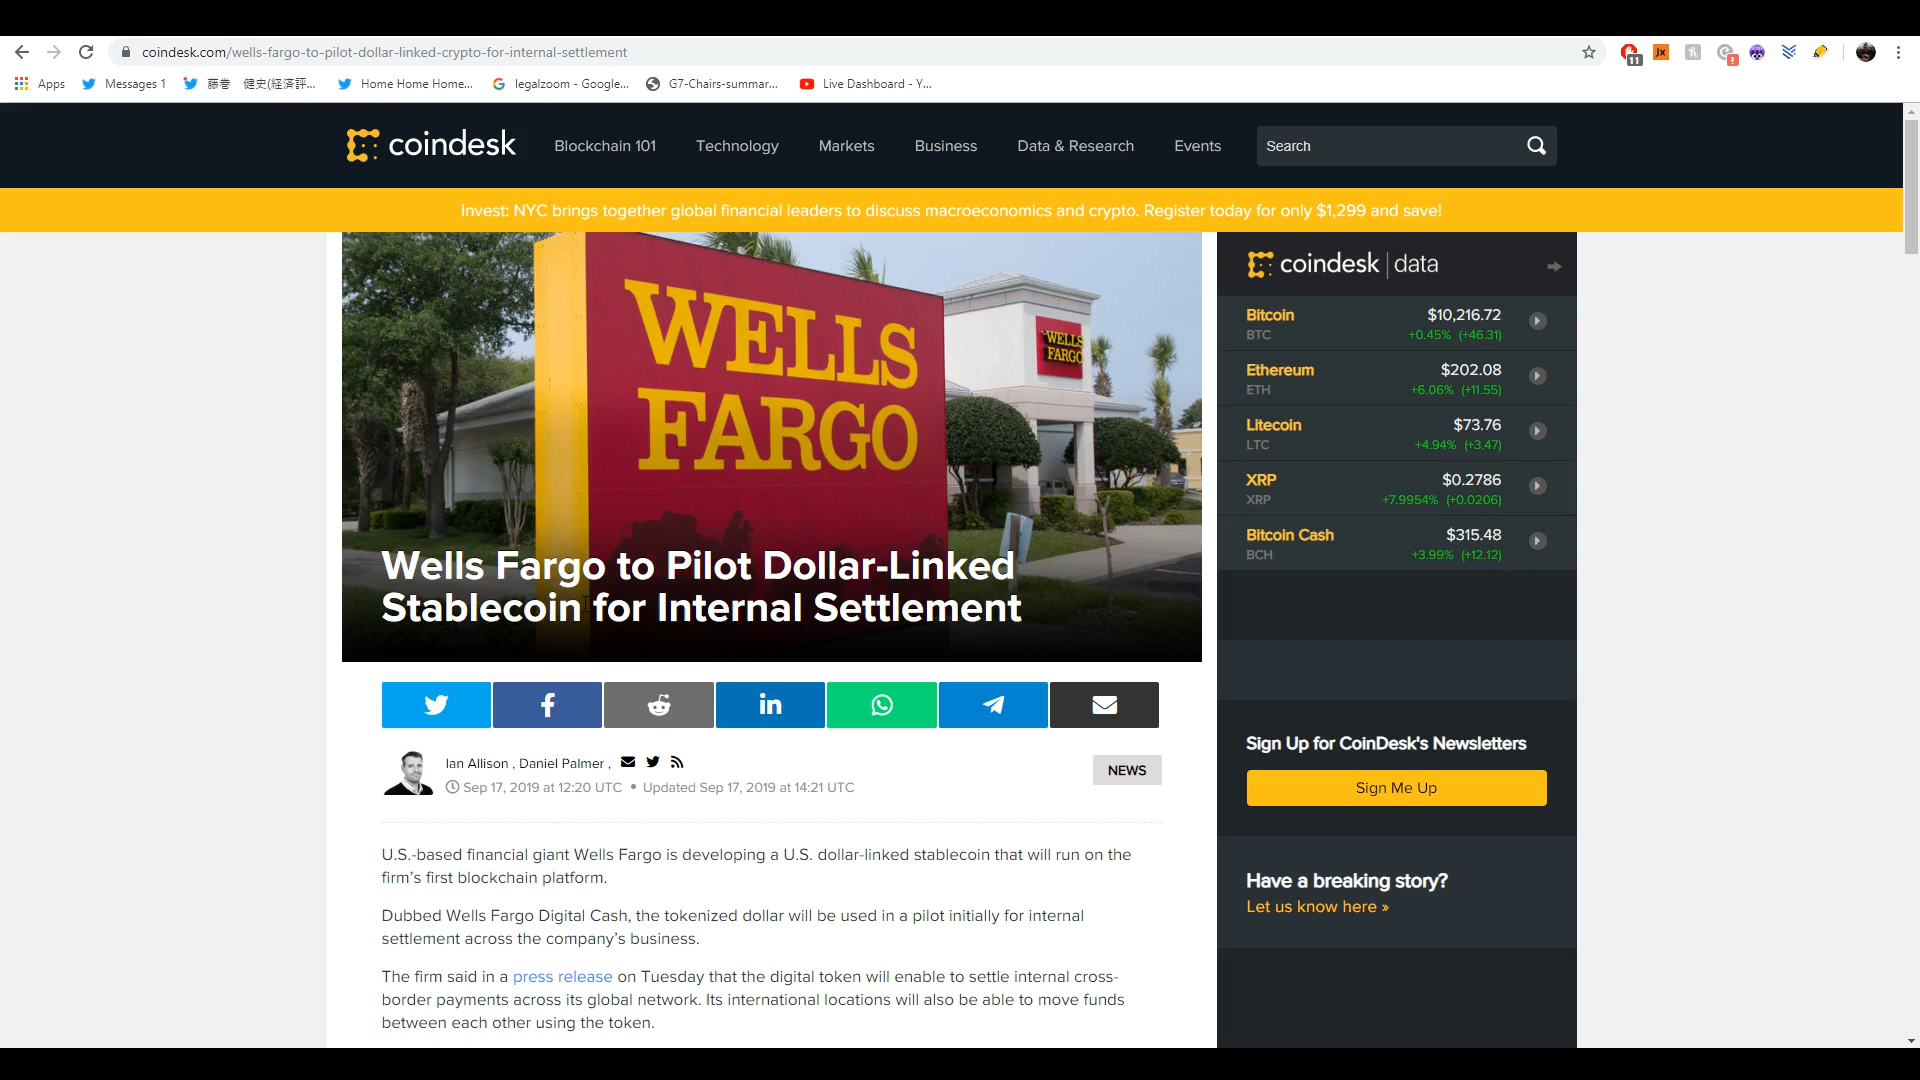 coindesk.com/wells-fargo-to-pilot-dollar-linked-crypto-for-internal-settlement
11
Jx
Apps
Messages 1
藤巻 健史(経済評...
Home Home Home...
legalzoom - Google...
G7-Chairs-summar...
Live Dashboard - Y...
coindesk
Blockchain 101
Technology
Markets
Business
Data & Research
Events
Search
Invest: NYC brings together global financial leaders to discuss macroeconomics and crypto. Register today for only $1,299 and save!
WELLS
FARGO
WELLS
FARGO
Wells Fargo to Pilot Dollar-Linked
Stablecoin for Internal Settlement
Ian Allison , Daniel Palmer ,
Sep 17, 2019 at 12:20 UTC • Updated Sep 17, 2019 at 14:21 UTC
NEWS
U.S.-based financial giant Wells Fargo is developing a U.S. dollar-linked stablecoin that will run on the
firm’s first blockchain platform.
Dubbed Wells Fargo Digital Cash, the tokenized dollar will be used in a pilot initially for internal
settlement across the company’s business.
The firm said in a press release on Tuesday that the digital token will enable to settle internal cross-
border payments across its global network. Its international locations will also be able to move funds
between each other using the token.
coindesk | data
Bitcoin $10,216.72
BTC +0.45% (+46.31)
Ethereum $202.08
ETH +6.06% (+11.55)
Litecoin $73.76
LTC +4.94% (+3.47)
XRP $0.2786
XRP +7.9954% (+0.0206)
Bitcoin Cash $315.48
BCH +3.99% (+12.12)
Sign Up for CoinDesk's Newsletters
Sign Me Up
Have a breaking story?
Let us know here »